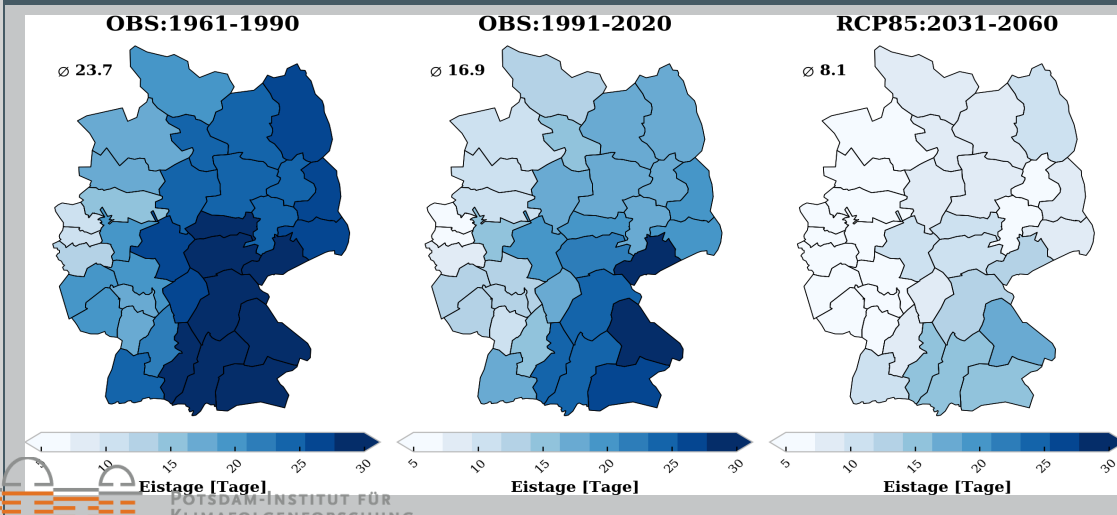 OBS:1961-1990
OBS:1991-2020
RCP85:2031-2060
∅ 23.7
∅ 16.9
∅ 8.1
10 15 20 25 30
5 10 15 20 25 30
5 10 15 20 25 30
Eistage [Tage]
Eistage [Tage]
Eistage [Tage]
POTSDAM-INSTITUT FÜR
KLIMAFOLGENFORSCHUNG